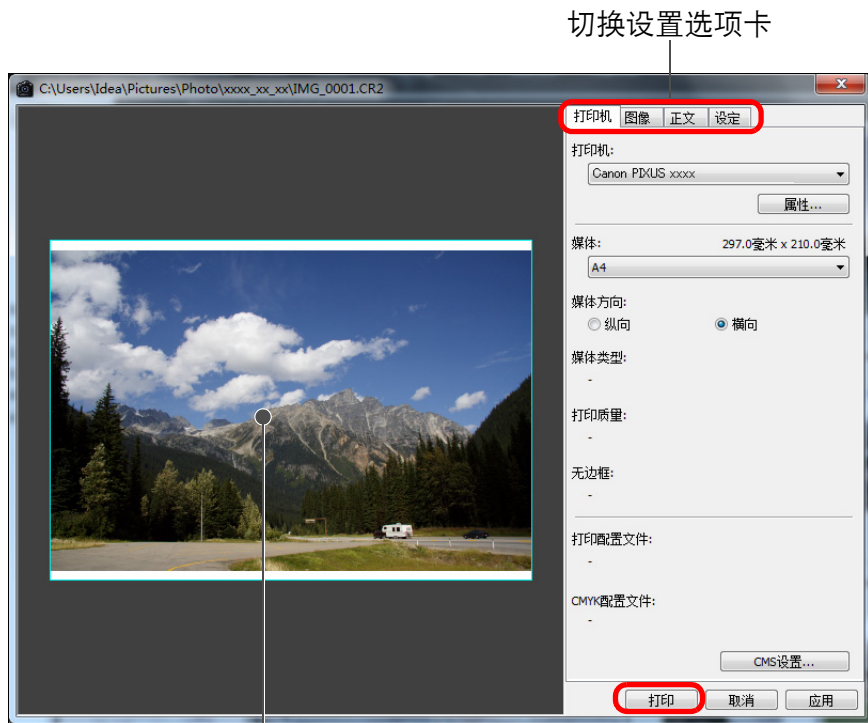 切换设置选项卡
C:\Users\Idea\Pictures\Photo\xxxx_xx_xx\IMG_0001.CR2
打印机 图像 正文 设定
打印机:
Canon PIXUS xxxx
属性...
媒体: 297.0毫米 x 210.0毫米
A4
媒体方向:
纵向 横向
媒体类型:
-
打印质量:
-
无边框:
-
打印配置文件:
-
CMYK配置文件:
-
CMS设置...
打印 取消 应用